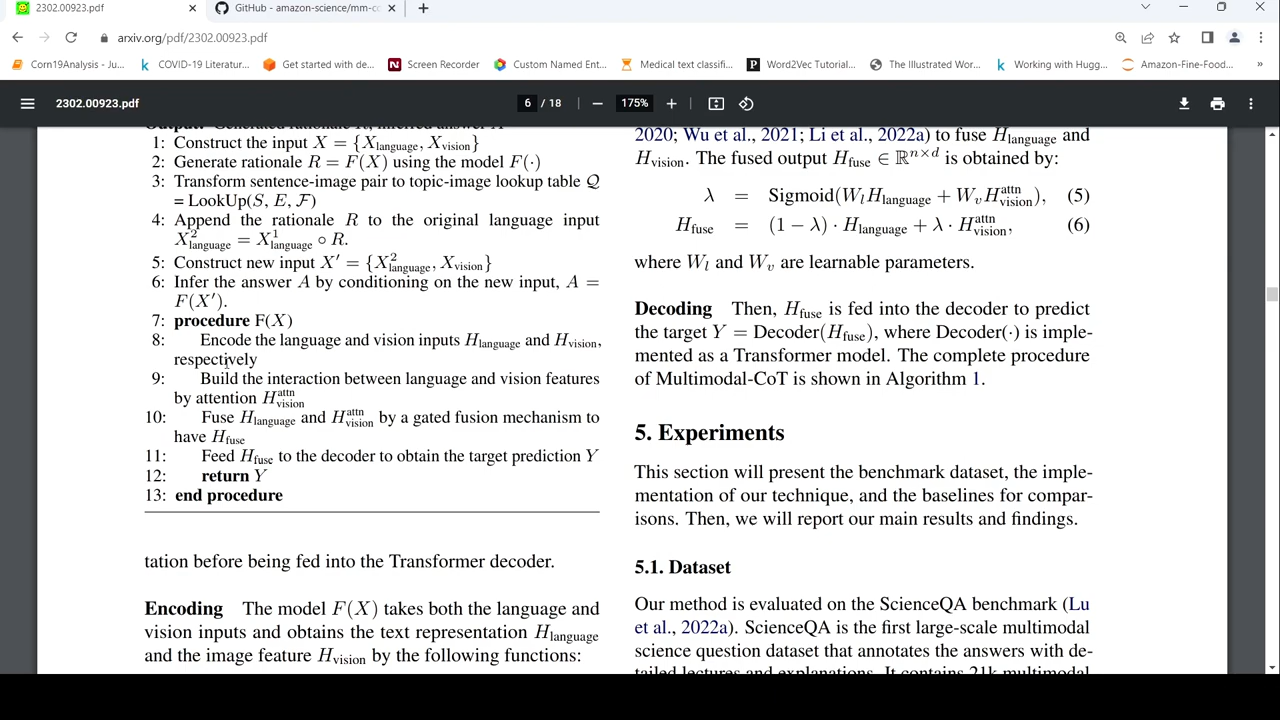 2302.00923.pdf
GitHub - amazon-science/mm-co
arxiv.org/pdf/2302.00923.pdf
Corn19Analysis - Ju...
COVID-19 Literatur...
Get started with de...
Screen Recorder
Custom Named Ent...
Medical text classifi...
Word2Vec Tutorial...
The Illustrated Wor...
Working with Hugg...
Amazon-Fine-Food...
»
2302.00923.pdf
6 / 18
175%
Output: Generated rationale R, inferred answer A
1: Construct the input X = {X_language, X_vision}
2: Generate rationale R = F(X) using the model F(·)
3: Transform sentence-image pair to topic-image lookup table Q
= LookUp(S, E, F)
4: Append the rationale R to the original language input
X²_language = X¹_language ∘ R.
5: Construct new input X′ = {X²_language, X_vision}
6: Infer the answer A by conditioning on the new input, A =
F(X′).
7: procedure F(X)
8: Encode the language and vision inputs H_language and H_vision,
respectively
9: Build the interaction between language and vision features
by attention H^attn_vision
10: Fuse H_language and H^attn_vision by a gated fusion mechanism to
have H_fuse
11: Feed H_fuse to the decoder to obtain the target prediction Y
12: return Y
13: end procedure
tation before being fed into the Transformer decoder.
Encoding The model F(X) takes both the language and
vision inputs and obtains the text representation H_language
and the image feature H_vision by the following functions:
2020; Wu et al., 2021; Li et al., 2022a) to fuse H_language and
H_vision. The fused output H_fuse ∈ ℝ^{n×d} is obtained by:
λ = Sigmoid(W_l H_language + W_v H^attn_vision), (5)
H_fuse = (1 − λ) · H_language + λ · H^attn_vision, (6)
where W_l and W_v are learnable parameters.
Decoding Then, H_fuse is fed into the decoder to predict
the target Y = Decoder(H_fuse), where Decoder(·) is imple-
mented as a Transformer model. The complete procedure
of Multimodal-CoT is shown in Algorithm 1.
5. Experiments
This section will present the benchmark dataset, the imple-
mentation of our technique, and the baselines for compar-
isons. Then, we will report our main results and findings.
5.1. Dataset
Our method is evaluated on the ScienceQA benchmark (Lu
et al., 2022a). ScienceQA is the first large-scale multimodal
science question dataset that annotates the answers with de-
tailed lectures and explanations. It contains 21k multimodal